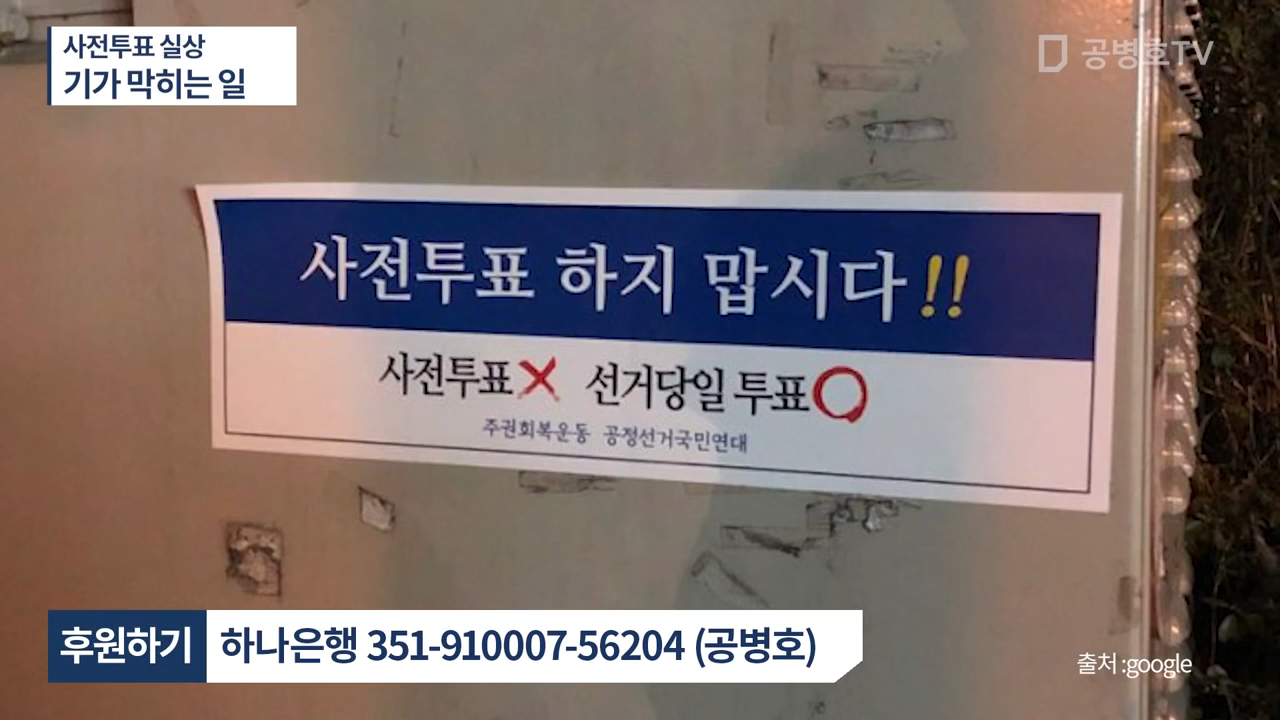 사전투표 실상
기가 막히는 일
공병호TV
사전투표 하지 맙시다!!
사전투표X 선거당일 투표O
주권회복운동 공정선거국민연대
후원하기 하나은행 351-910007-56204 (공병호)
출처 :google